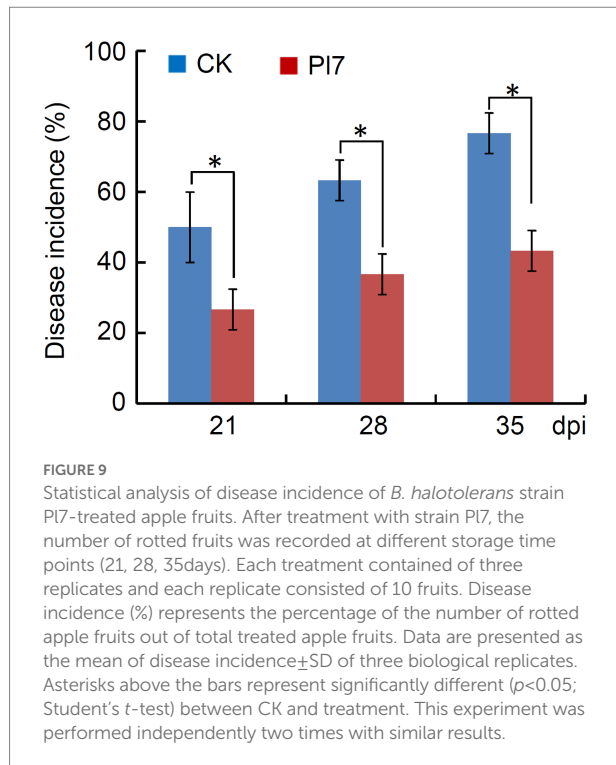 100
80
60
40
20
0
Disease incidence (%)
CK
Pl7
*
*
*
21
28
35
dpi
FIGURE 9
Statistical analysis of disease incidence of B. halotolerans strain
Pl7-treated apple fruits. After treatment with strain Pl7, the
number of rotted fruits was recorded at different storage time
points (21, 28, 35days). Each treatment contained of three
replicates and each replicate consisted of 10 fruits. Disease
incidence (%) represents the percentage of the number of rotted
apple fruits out of total treated apple fruits. Data are presented as
the mean of disease incidence±SD of three biological replicates.
Asterisks above the bars represent significantly different (p<0.05;
Student's t-test) between CK and treatment. This experiment was
performed independently two times with similar results.